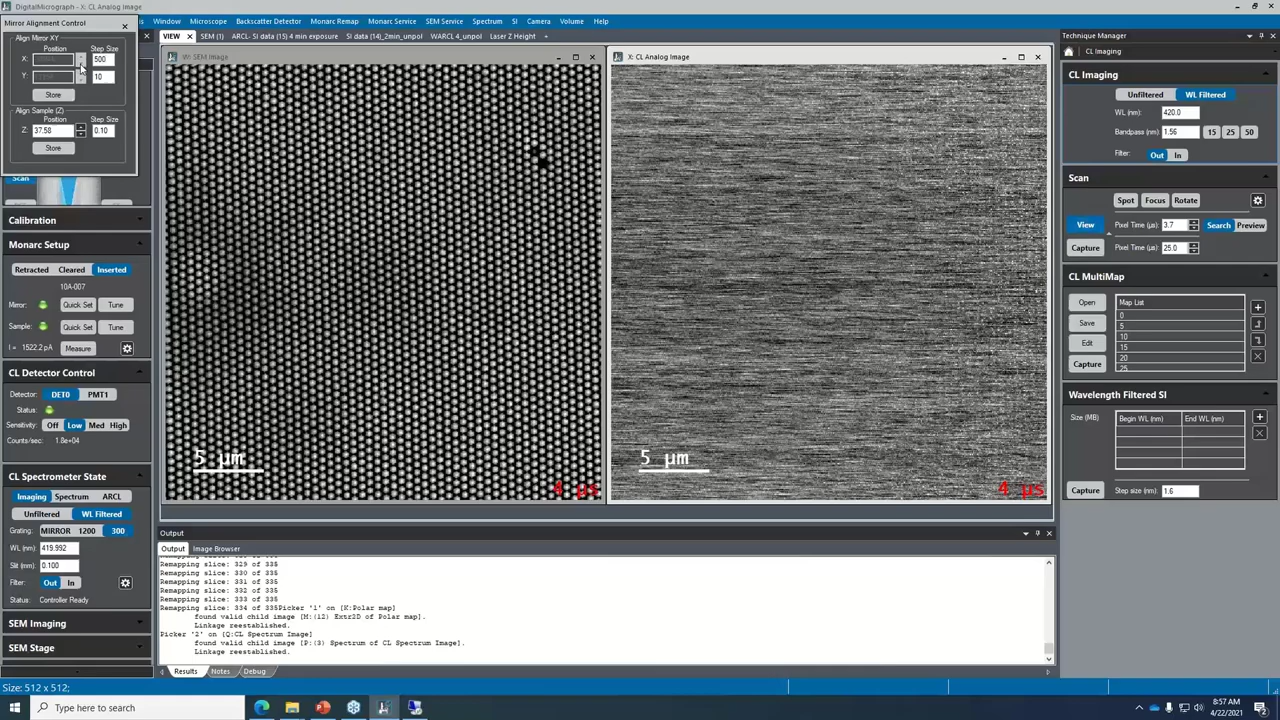 DigitalMicrograph - X: CL Analog Image
Window Microscope Backscatter Detector Monarc Remap Monarc Service SEM Service Spectrum SI Camera Volume Help
Mirror Alignment Control
Align Mirror XY
Position Step Size
X: 500
Y: 10
Store
Align Sample (Z)
Position Step Size
Z: 37.58 0.10
Store
Scan
Calibration
Monarc Setup
Retracted Cleared Inserted
10A-007
Mirror: Quick Set Tune
Sample: Quick Set Tune
I = 1522.2 pA Measure
CL Detector Control
Detector: DET0 PMT1
Status:
Sensitivity: Off Low Med High
Counts/sec: 1.8e+04
CL Spectrometer State
Imaging Spectrum ARCL
Unfiltered WL Filtered
Grating: MIRROR 1200 300
WL (nm): 419.992
Slit (nm): 0.100
Filter: Out In
Status: Controller Ready
SEM Imaging
SEM Stage
VIEW SEM (1) ARCL- SI data (15) 4 min exposure SI data (14)_2min_unpol WARCL 4_unpol Laser Z Height +
W: SEM Image
5 µm
4 µs
X: CL Analog Image
5 µm
4 µs
Output
Output Image Browser
Remapping slice: 329 of 335
Remapping slice: 330 of 335
Remapping slice: 331 of 335
Remapping slice: 332 of 335
Remapping slice: 333 of 335
Remapping slice: 334 of 335Picker '1' on [K:Polar map]
found valid child image [M:(12) Extr2D of Polar map].
Linkage reestablished.
Picker '2' on [Q:CL Spectrum Image]
found valid child image [P:(3) Spectrum of CL Spectrum Image].
Linkage reestablished.
Results Notes Debug
Technique Manager
CL Imaging
CL Imaging
Unfiltered WL Filtered
WL (nm): 420.0
Bandpass (nm): 1.56 15 25 50
Filter: Out In
Scan
Spot Focus Rotate
View Pixel Time (µs): 3.7 Search Preview
Capture Pixel Time (µs): 25.0
CL MultiMap
Open Map List
Save
Edit
Capture
0
5
10
15
20
25
Wavelength Filtered SI
Size (MB) Begin WL (nm) End WL (nm)
Capture Step size (nm): 1.6
Size: 512 x 512;
Type here to search
8:57 AM
4/22/2021
2